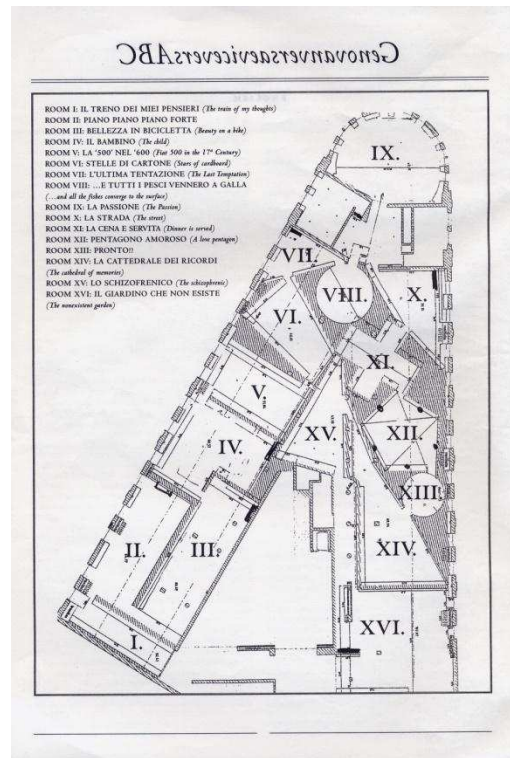 GenovanversaeviceversABC
ROOM I: IL TRENO DEI MIEI PENSIERI (The train of my thoughts)
ROOM II: PIANO PIANO PIANO FORTE
ROOM III: BELLEZZA IN BICICLETTA (Beauty on a bike)
ROOM IV: IL BAMBINO (The child)
ROOM V: LA '500' NEL '600 (Fiat 500 in the 17th Century)
ROOM VI: STELLE DI CARTONE (Stars of cardboard)
ROOM VII: L'ULTIMA TENTAZIONE (The Last Temptation)
ROOM VIII: ...E TUTTI I PESCI VENNERO A GALLA
(...and all the fishes converge to the surface)
ROOM IX: LA PASSIONE (The Passion)
ROOM X: LA STRADA (The street)
ROOM XI: LA CENA E SERVITA (Dinner is served)
ROOM XII: PENTAGONO AMOROSO (A love pentagon)
ROOM XIII: PRONTO!!
ROOM XIV: LA CATTEDRALE DEI RICORDI
(The cathedral of memories)
ROOM XV: LO SCHIZOFRENICO (The schizophrenic)
ROOM XVI: IL GIARDINO CHE NON ESISTE
(The nonexistent garden)
IX.
VII.
VIII.
X.
VI.
XI.
V.
XV.
XII.
IV.
XIII.
II.
III.
XIV.
I.
XVI.